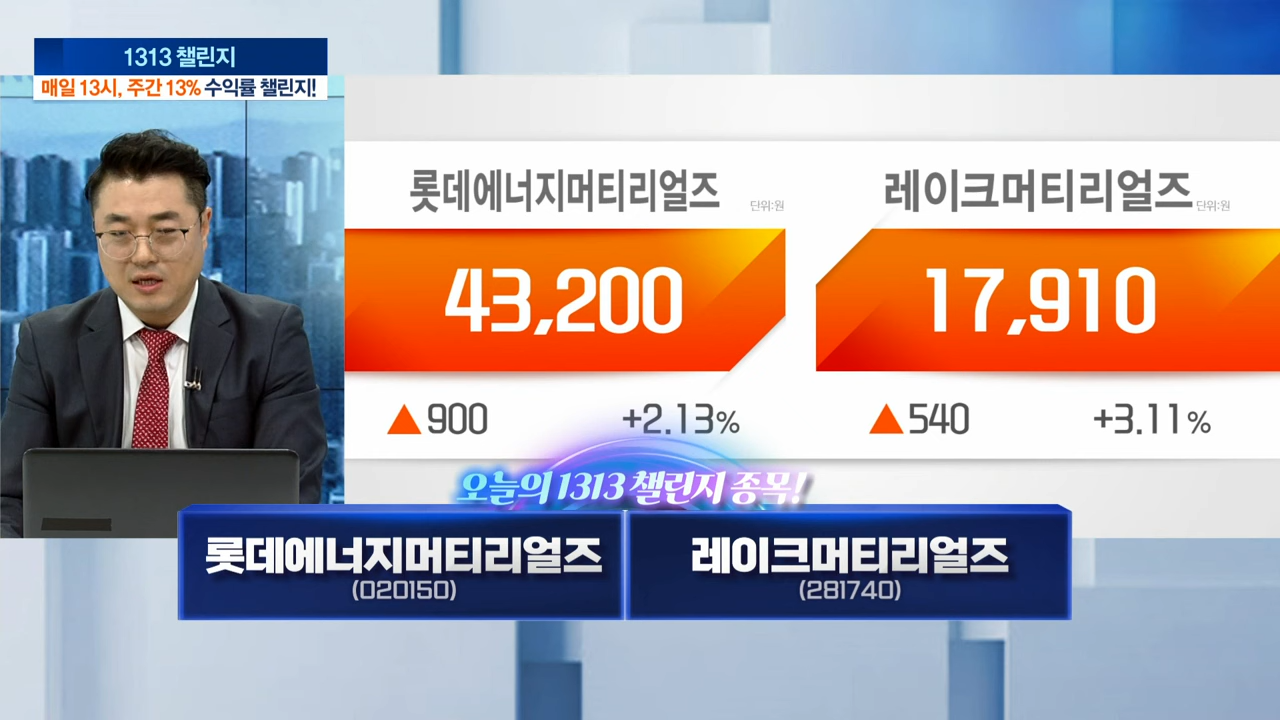 1313 챌린지
매일 13시, 주간 13% 수익률 챌린지!
롯데에너지머티리얼즈 단위:원
43,200
▲900 +2.13%
레이크머티리얼즈 단위:원
17,910
▲540 +3.11%
오늘의 1313 챌린지 종목!
롯데에너지머티리얼즈
(020150)
레이크머티리얼즈
(281740)